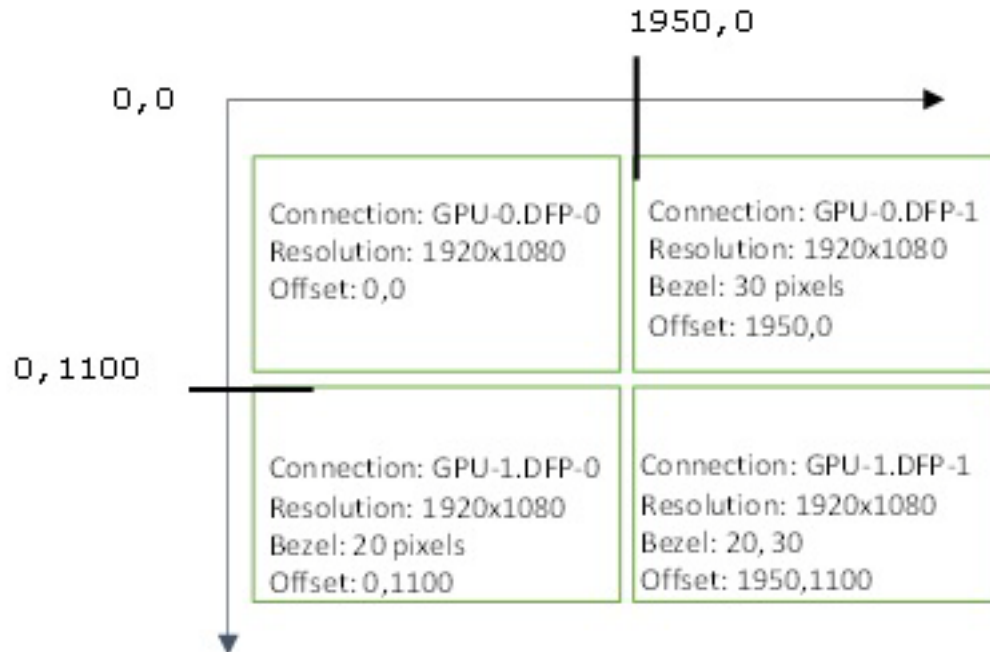 1950,0
0,0
Connection: GPU-0.DFP-0
Resolution: 1920x1080
Offset: 0,0
Connection: GPU-0.DFP-1
Resolution: 1920x1080
Bezel: 30 pixels
Offset: 1950,0
0,1100
Connection: GPU-1.DFP-0
Resolution: 1920x1080
Bezel: 20 pixels
Offset: 0,1100
Connection: GPU-1.DFP-1
Resolution: 1920x1080
Bezel: 20, 30
Offset: 1950,1100